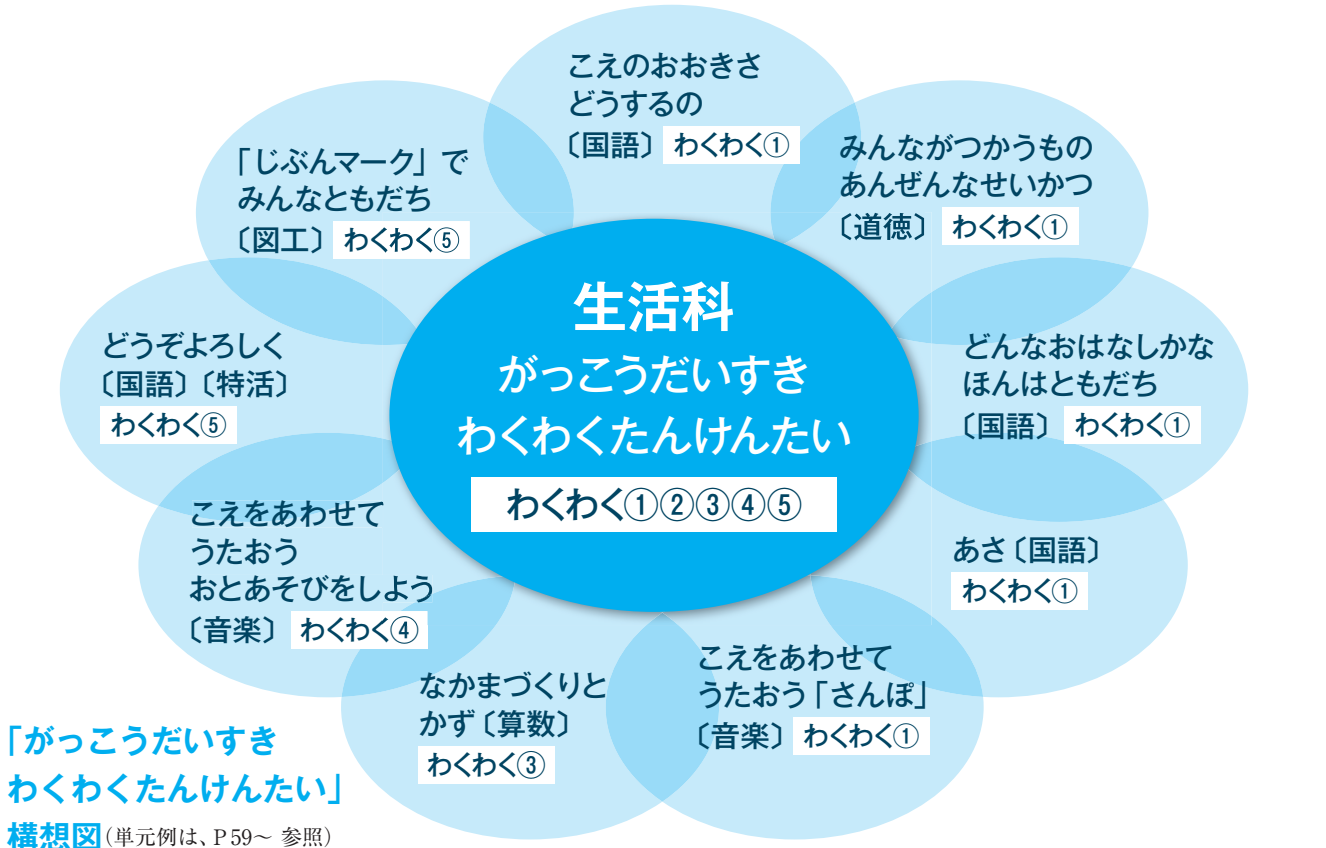 こえのおおきさ
どうするの
〔国語〕 わくわく①
みんながつかうもの
あんぜんなせいかつ
〔道徳〕 わくわく①
どんなおはなしかな
ほんはともだち
〔国語〕 わくわく①
あさ〔国語〕
わくわく①
こえをあわせて
うたおう「さんぽ」
〔音楽〕 わくわく①
なかまづくりと
かず〔算数〕
わくわく③
こえをあわせて
うたおう
おとあそびをしよう
〔音楽〕 わくわく④
どうぞよろしく
〔国語〕〔特活〕
わくわく⑤
「じぶんマーク」で
みんなともだち
〔図工〕 わくわく⑤
生活科
がっこうだいすき
わくわくたんけんたい
わくわく①②③④⑤
「がっこうだいすき
わくわくたんけんたい」
構想図(単元例は、P59〜 参照)